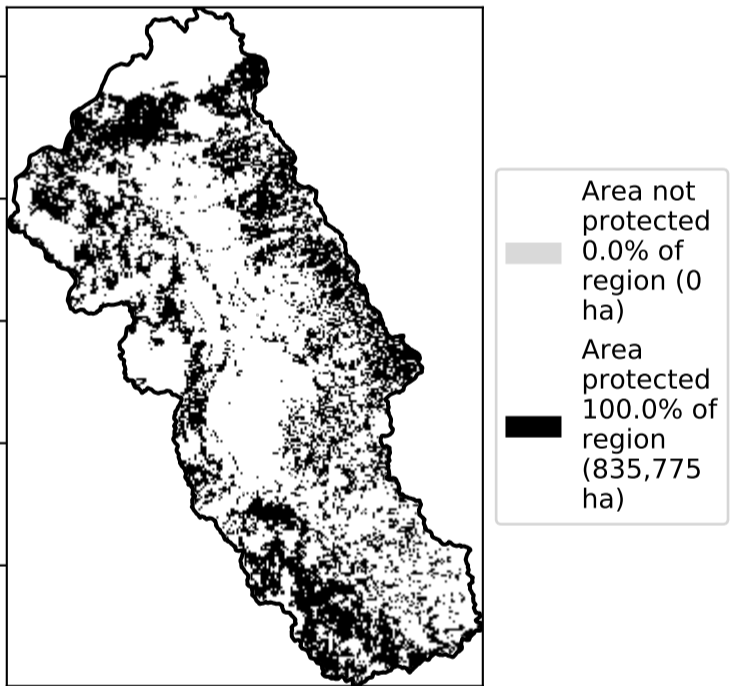 Area not
protected
0.0% of
region (0
ha)
Area
protected
100.0% of
region
(835,775
ha)